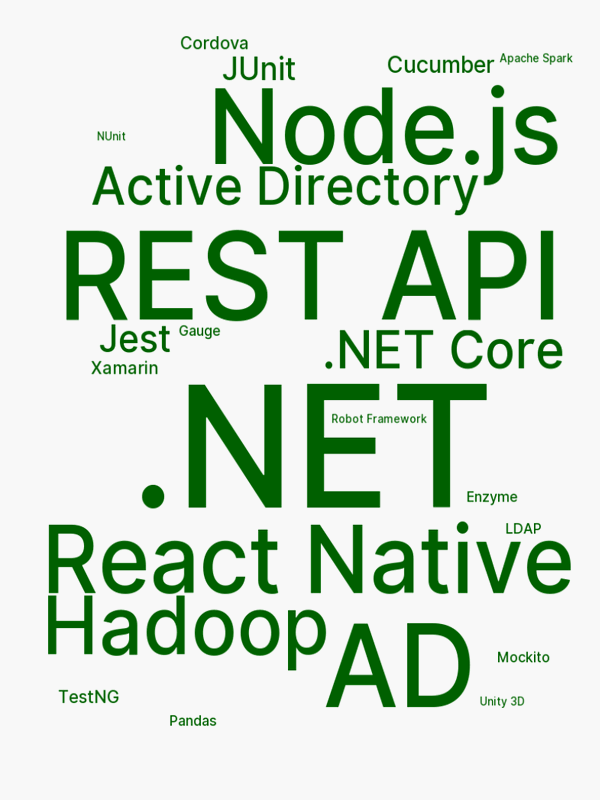 Cordova
JUnit
Cucumber
Apache Spark
Node.js
NUnit
Active Directory
REST API
Jest
Gauge
.NET Core
Xamarin
.NET
Robot Framework
Enzyme
React Native
LDAP
Hadoop
AD
Mockito
TestNG
Unity 3D
Pandas